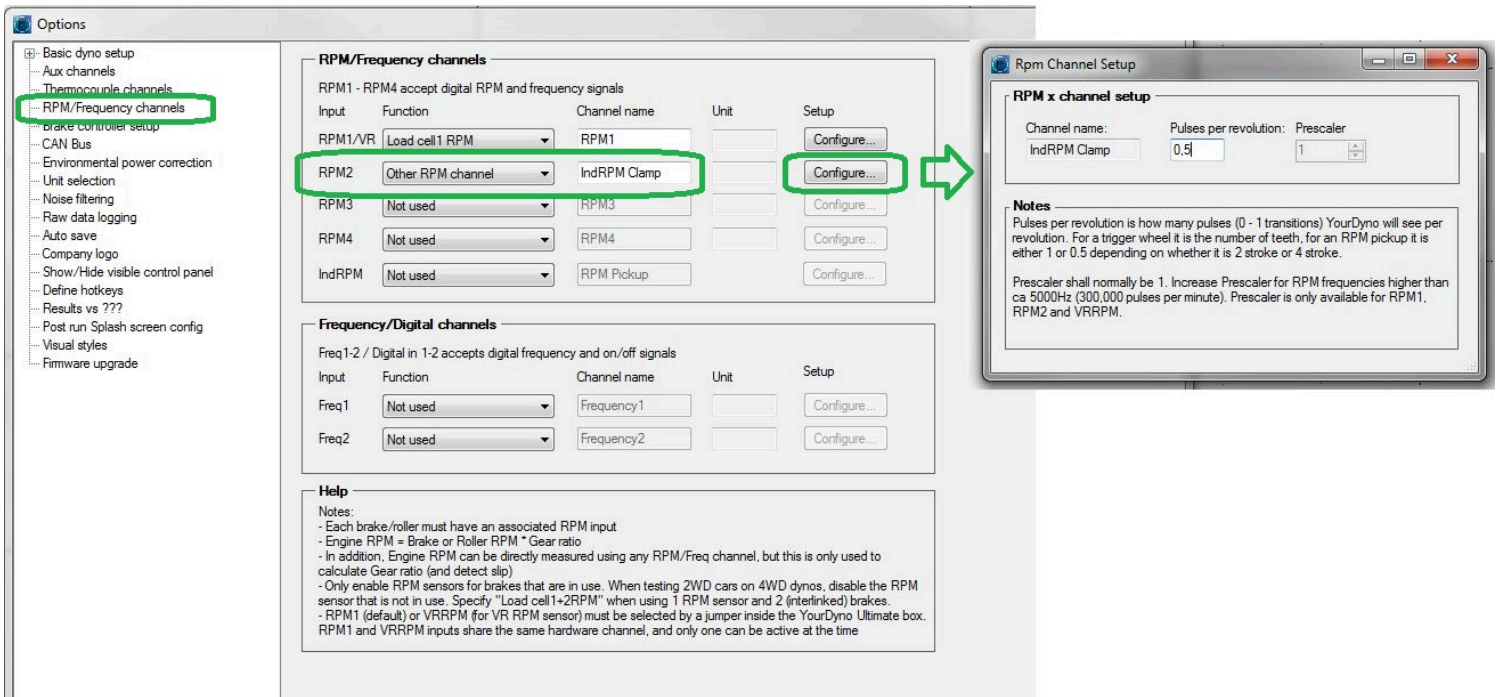 Options
Basic dyno setup
Aux channels
Thermocouple channels
RPM/Frequency channels
Brake controller setup
CAN Bus
Environmental power correction
Unit selection
Noise filtering
Raw data logging
Auto save
Company logo
Show/Hide visible control panel
Define hotkeys
Results vs ???
Post run Splash screen config
Visual styles
Firmware upgrade
RPM/Frequency channels
RPM1 - RPM4 accept digital RPM and frequency signals
Input Function Channel name Unit Setup
RPM1/VR Load cell1 RPM RPM1 Configure...
RPM2 Other RPM channel IndRPM Clamp Configure...
RPM3 Not used RPM3 Configure...
RPM4 Not used RPM4 Configure...
IndRPM Not used RPM Pickup Configure...
Frequency/Digital channels
Freq1-2 / Digital in 1-2 accepts digital frequency and on/off signals
Input Function Channel name Unit Setup
Freq1 Not used Frequency1 Configure...
Freq2 Not used Frequency2 Configure...
Help
Notes:
- Each brake/roller must have an associated RPM input
- Engine RPM = Brake or Roller RPM * Gear ratio
- In addition, Engine RPM can be directly measured using any RPM/Freq channel, but this is only used to
calculate Gear ratio (and detect slip)
- Only enable RPM sensors for brakes that are in use. When testing 2WD cars on 4WD dynos, disable the RPM
sensor that is not in use. Specify "Load cell1+2RPM" when using 1 RPM sensor and 2 (interlinked) brakes.
- RPM1 (default) or VRRPM (for VR RPM sensor) must be selected by a jumper inside the YourDyno Ultimate box.
RPM1 and VRRPM inputs share the same hardware channel, and only one can be active at the time
Rpm Channel Setup
RPM x channel setup
Channel name: Pulses per revolution: Prescaler
IndRPM Clamp 0,5 1
Notes
Pulses per revolution is how many pulses (0 - 1 transitions) YourDyno will see per
revolution. For a trigger wheel it is the number of teeth, for an RPM pickup it is
either 1 or 0.5 depending on whether it is 2 stroke or 4 stroke.
Prescaler shall normally be 1. Increase Prescaler for RPM frequencies higher than
ca 5000Hz (300,000 pulses per minute). Prescaler is only available for RPM1,
RPM2 and VRRPM.